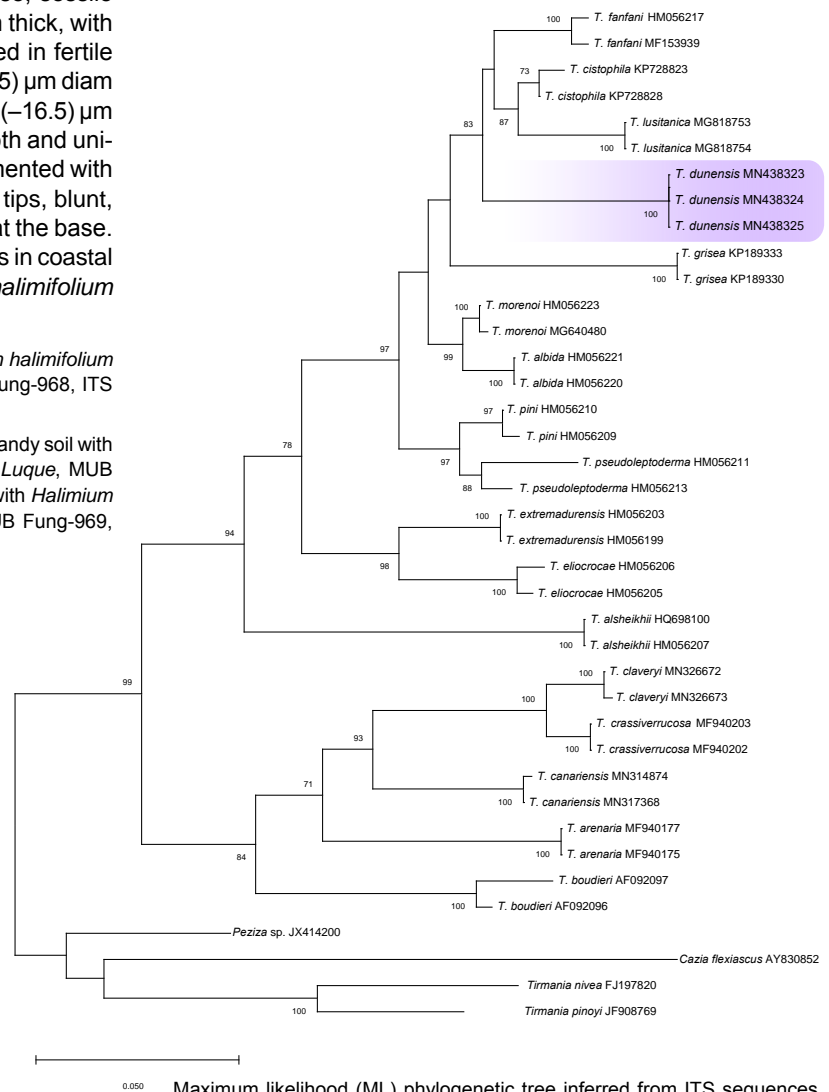 thick, with
ed in fertile
5) µm diam
(–16.5) µm
oth and uni-
mented with
tips, blunt,
at the base.
s in coastal
halimifolium
halimifolium
ung-968, ITS
andy soil with
Luque, MUB
with Halimium
JB Fung-969,
100
T. fanfani HM056217
T. fanfani MF153939
73
T. cistophila KP728823
T. cistophila KP728828
83
87
T. lusitanica MG818753
100
T. lusitanica MG818754
T. dunensis MN438323
T. dunensis MN438324
100
T. dunensis MN438325
T. grisea KP189333
100
T. grisea KP189330
100
T. morenoi HM056223
T. morenoi MG640480
97
99
T. albida HM056221
100
T. albida HM056220
97
T. pini HM056210
T. pini HM056209
97
T. pseudoleptoderma HM056211
88
T. pseudoleptoderma HM056213
78
100
T. extremadurensis HM056203
T. extremadurensis HM056199
98
T. eliocrocae HM056206
100
T. eliocrocae HM056205
94
T. alsheikhii HQ698100
100
T. alsheikhii HM056207
99
100
T. claveryi MN326672
T. claveryi MN326673
100
T. crassiverrucosa MF940203
100
T. crassiverrucosa MF940202
93
T. canariensis MN314874
100
T. canariensis MN317368
71
T. arenaria MF940177
100
T. arenaria MF940175
84
T. boudieri AF092097
100
T. boudieri AF092096
Peziza sp. JX414200
Cazia flexiascus AY830852
Tirmania nivea FJ197820
100
Tirmania pinoyi JF908769
0.050
Maximum likelihood (ML) phylogenetic tree inferred from ITS sequences